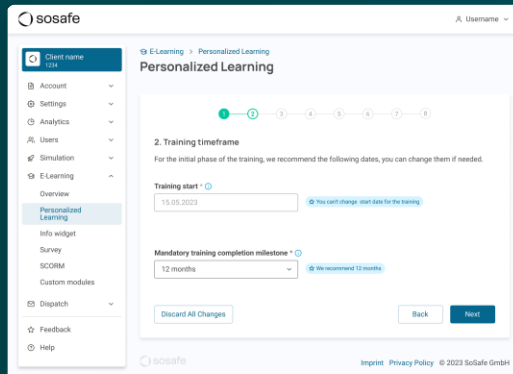 sosafe
Username
Client name
1234
Account
Settings
Analytics
Users
Simulation
E-Learning
Overview
Personalized
Learning
Info widget
Survey
SCORM
Custom modules
Dispatch
Feedback
Help
E-Learning > Personalized Learning
Personalized Learning
1 2 3 4 5 6 7 8
2. Training timeframe
For the initial phase of the training, we recommend the following dates, you can change them if needed.
Training start *
15.05.2023
You can't change start date for the training
Mandatory training completion milestone *
12 months
We recommend 12 months
Discard All Changes
Back
Next
sosafe
Imprint Privacy Policy © 2023 SoSafe GmbH